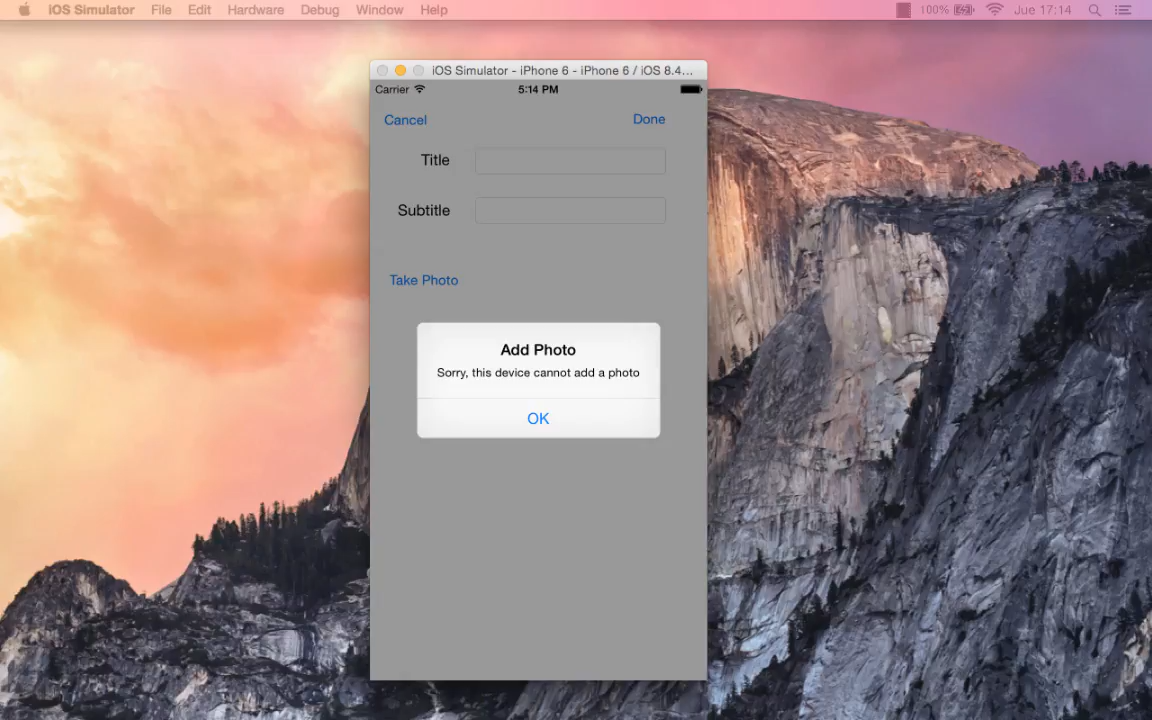 iOS Simulator File Edit Hardware Debug Window Help 100% Jue 17:14
iOS Simulator - iPhone 6 - iPhone 6 / iOS 8.4...
Carrier 5:14 PM
Cancel Done
Title
Subtitle
Take Photo
Add Photo
Sorry, this device cannot add a photo
OK